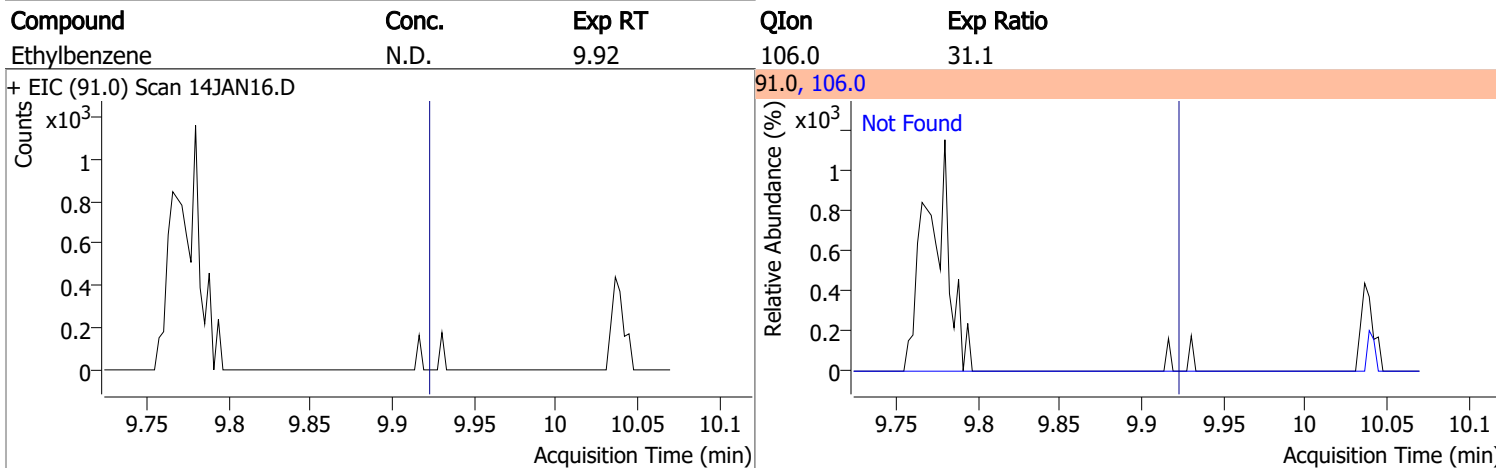 Compound Conc. Exp RT QIon Exp Ratio
Ethylbenzene N.D. 9.92 106.0 31.1
+ EIC (91.0) Scan 14JAN16.D
Counts
x10³
1
0.8
0.6
0.4
0.2
0
9.75 9.8 9.85 9.9 9.95 10 10.05 10.1
Acquisition Time (min)
91.0, 106.0
Relative Abundance (%)
x10³
Not Found
1
0.8
0.6
0.4
0.2
0
9.75 9.8 9.85 9.9 9.95 10 10.05 10.1
Acquisition Time (min)